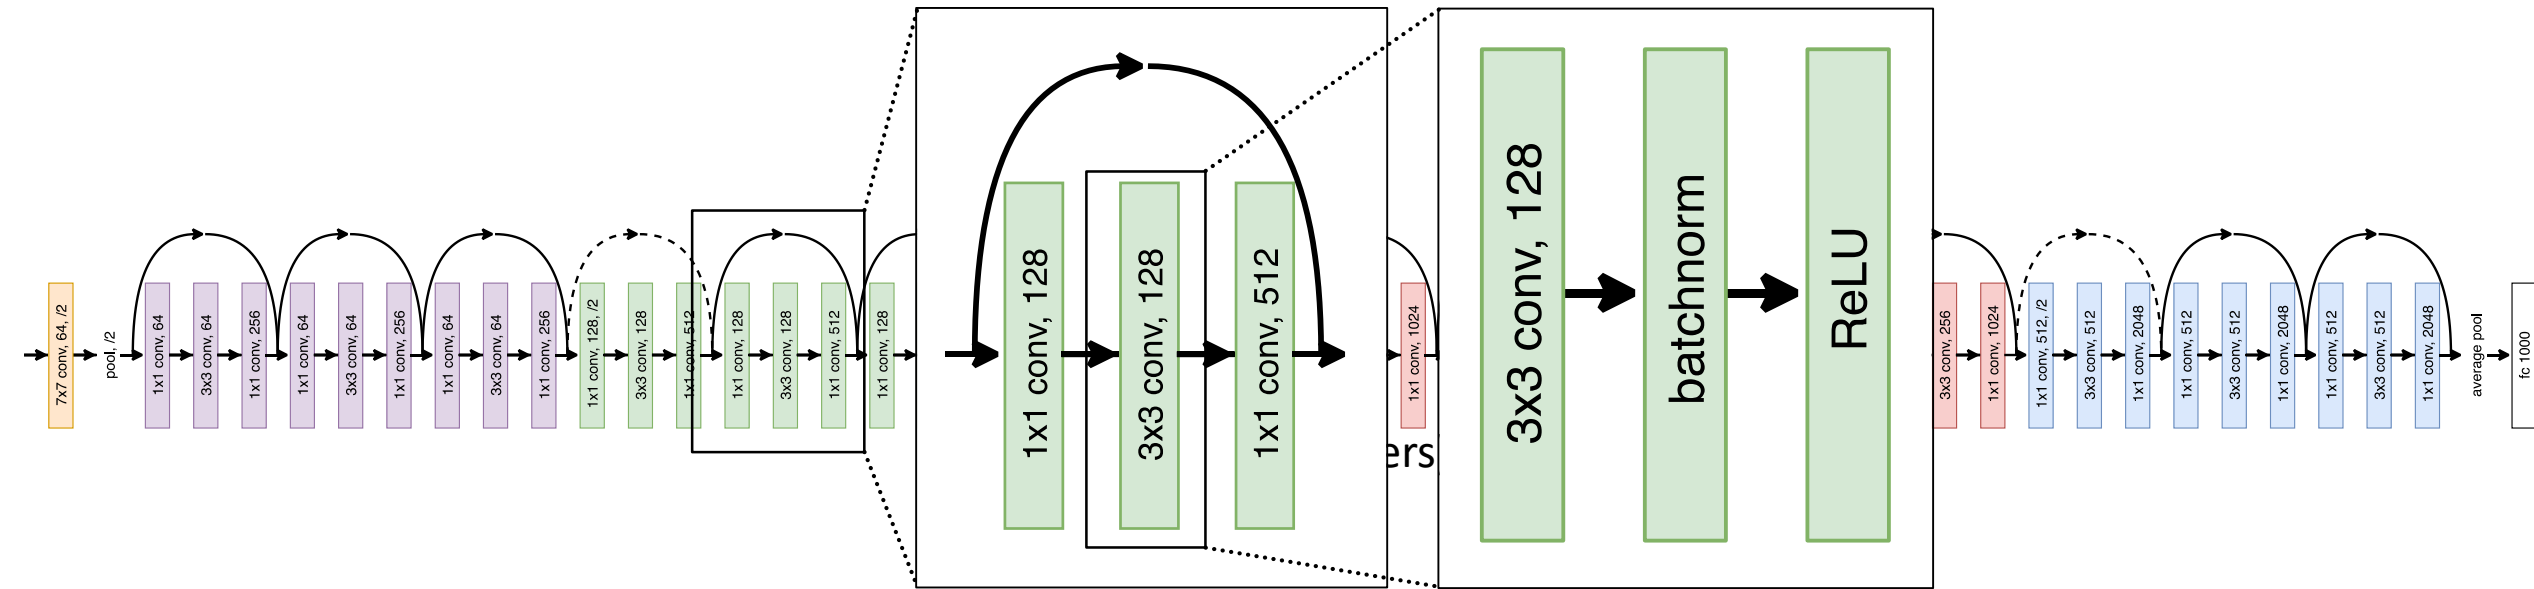 7x7 conv, 64, /2
pool, /2
1x1 conv, 64
3x3 conv, 64
1x1 conv, 256
1x1 conv, 64
3x3 conv, 64
1x1 conv, 256
1x1 conv, 64
3x3 conv, 64
1x1 conv, 256
1x1 conv, 128, /2
3x3 conv, 128
1x1 conv, 512
1x1 conv, 128
3x3 conv, 128
1x1 conv, 512
1x1 conv, 128
1x1 conv, 128
3x3 conv, 128
1x1 conv, 512
1x1 conv, 1024
ers
3x3 conv, 128
batchnorm
ReLU
3x3 conv, 256
1x1 conv, 1024
1x1 conv, 512, /2
3x3 conv, 512
1x1 conv, 2048
1x1 conv, 512
3x3 conv, 512
1x1 conv, 2048
1x1 conv, 512
3x3 conv, 512
1x1 conv, 2048
average pool
fc 1000